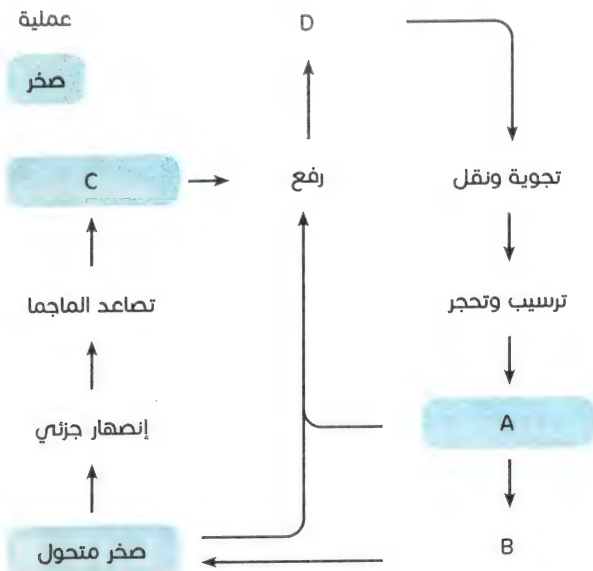 عملية
صخر
D
C
رفع
تجوية ونقل
تصاعد الماجما
ترسيب وتحجر
إنصهار جزئي
A
صخر متحول
B